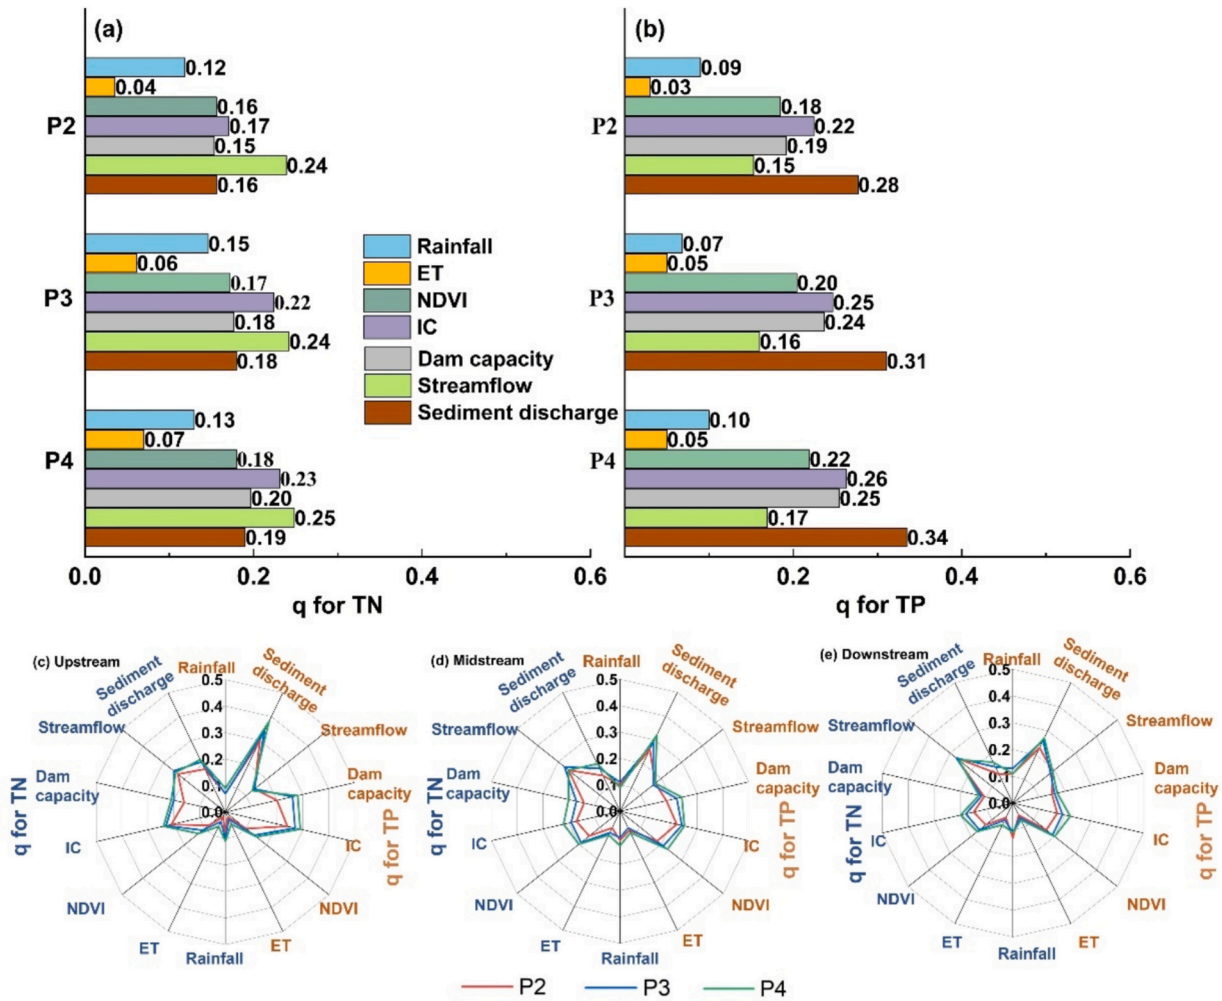 (a)
P2
0.12
0.04
0.16
0.17
0.15
0.24
0.16
P3
0.15
0.06
0.17
0.22
0.18
0.24
0.18
P4
0.13
0.07
0.18
0.23
0.20
0.25
0.19
0.0
0.2
0.4
0.6
q for TN
Rainfall
ET
NDVI
IC
Dam capacity
Streamflow
Sediment discharge
(b)
P2
0.09
0.03
0.18
0.22
0.19
0.15
0.28
P3
0.07
0.05
0.20
0.25
0.24
0.16
0.31
P4
0.10
0.05
0.22
0.26
0.25
0.17
0.34
0.2
0.4
0.6
q for TP
(c) Upstream
Rainfall
Sediment
discharge
Streamflow
Dam
capacity
IC
NDVI
ET
Rainfall
ET
NDVI
IC
Dam
capacity
Streamflow
Sediment
discharge
0.5
0.4
0.3
0.2
0.1
0.0
q for TN
q for TP
(d) Midstream
Rainfall
Sediment
discharge
Streamflow
Dam
capacity
IC
NDVI
ET
Rainfall
ET
NDVI
IC
Dam
capacity
Streamflow
Sediment
discharge
0.5
0.4
0.3
0.2
0.1
0.0
q for TN
q for TP
(e) Downstream
Rainfall
Sediment
discharge
Streamflow
Dam
capacity
IC
NDVI
ET
Rainfall
ET
NDVI
IC
Dam
capacity
Streamflow
Sediment
discharge
0.5
0.4
0.3
0.2
0.1
0.0
q for TN
q for TP
P2
P3
P4